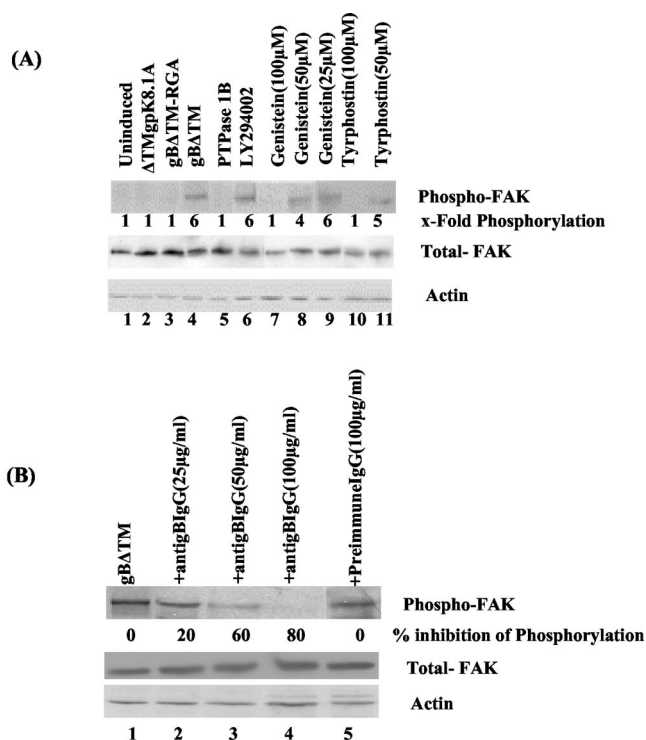 (A)
Uninduced
ΔTMgpK8.1A
gBΔTM-RGA
gBΔTM
PTPase 1B
LY294002
Genistein(100µM)
Genistein(50µM)
Genistein(25µM)
Tyrphostin(100µM)
Tyrphostin(50µM)
Phospho-FAK
1 1 1 6 1 6 1 4 6 1 5 x-Fold Phosphorylation
Total- FAK
Actin
1 2 3 4 5 6 7 8 9 10 11
(B)
gBΔTM
+antigBIgG(25µg/ml)
+antigBIgG(50µg/ml)
+antigBIgG(100µg/ml)
+PreimmuneIgG(100µg/ml)
Phospho-FAK
0 20 60 80 0 % inhibition of Phosphorylation
Total- FAK
Actin
1 2 3 4 5